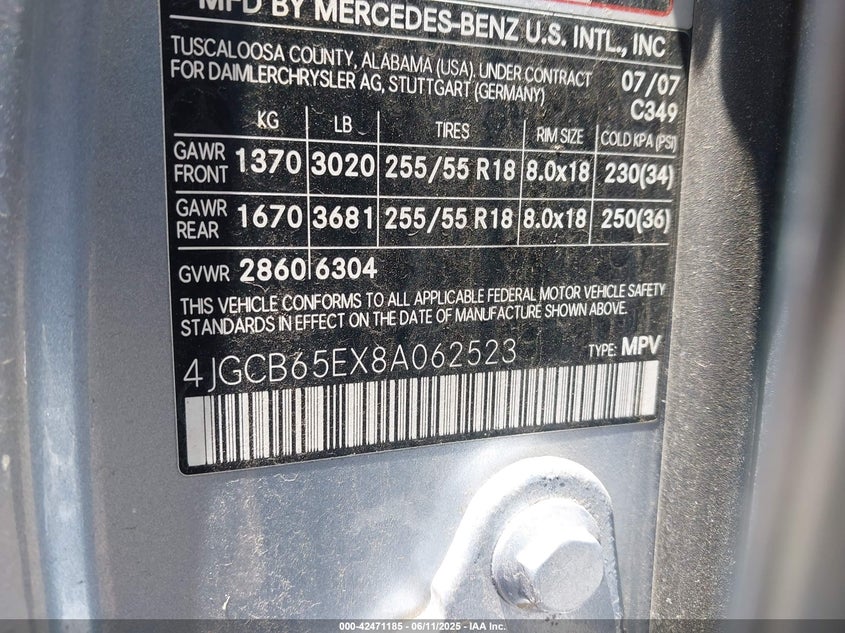 MFD BY MERCEDES-BENZ U.S. INTL., INC
TUSCALOOSA COUNTY, ALABAMA (USA), UNDER CONTRACT
FOR DAIMLERCHRYSLER AG, STUTTGART (GERMANY)
07/07
C349
KG LB TIRES RIM SIZE COLD KPA (PSI)
GAWR FRONT 1370 3020 255/55 R18 8.0x18 230(34)
GAWR REAR 1670 3681 255/55 R18 8.0x18 250(36)
GVWR 2860 6304
THIS VEHICLE CONFORMS TO ALL APPLICABLE FEDERAL MOTOR VEHICLE SAFETY
STANDARDS IN EFFECT ON THE DATE OF MANUFACTURE SHOWN ABOVE.
4JGCB65EX8A062523 TYPE: MPV
000-42471185 - 06/11/2025 - IAA Inc.